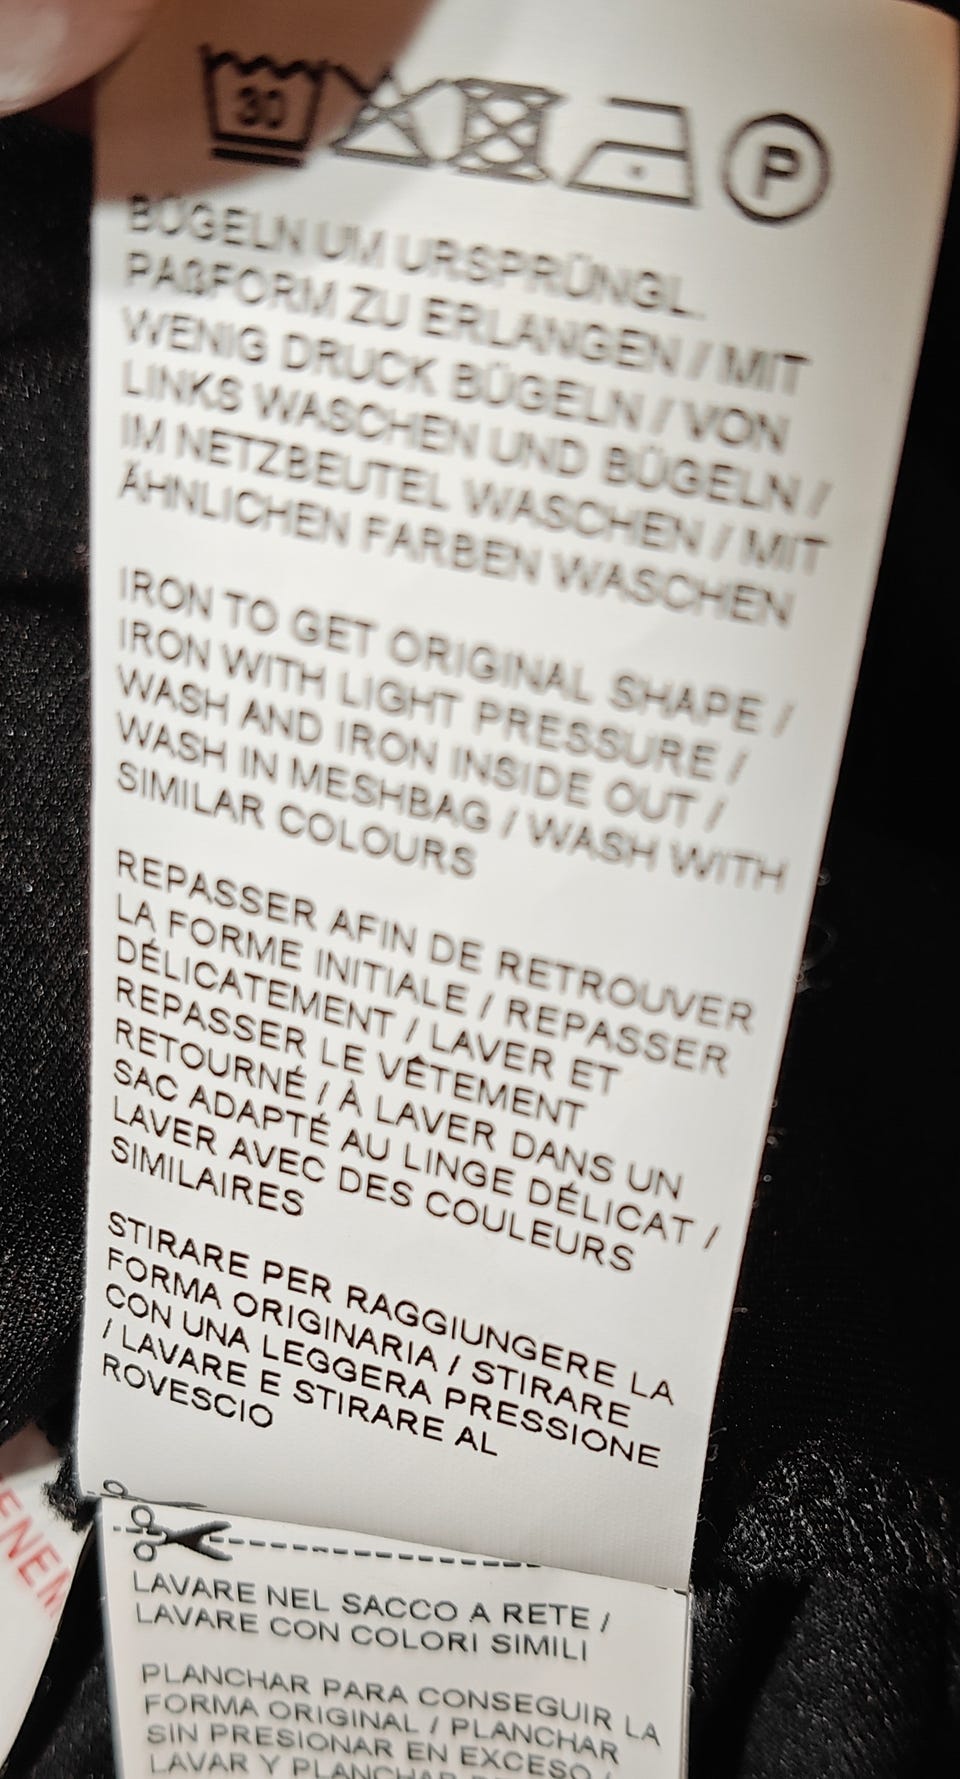 30
P
BÜGELN UM URSPRÜNGL.
PAßFORM ZU ERLANGEN / MIT
WENIG DRUCK BÜGELN / VON
LINKS WASCHEN UND BÜGELN /
IM NETZBEUTEL WASCHEN / MIT
ÄHNLICHEN FARBEN WASCHEN
IRON TO GET ORIGINAL SHAPE /
IRON WITH LIGHT PRESSURE /
WASH AND IRON INSIDE OUT /
WASH IN MESHBAG / WASH WITH
SIMILAR COLOURS
REPASSER AFIN DE RETROUVER
LA FORME INITIALE / REPASSER
DÉLICATEMENT / LAVER ET
REPASSER LE VÊTEMENT
RETOURNÉ / À LAVER DANS UN
SAC ADAPTÉ AU LINGE DÉLICAT /
LAVER AVEC DES COULEURS
SIMILAIRES
STIRARE PER RAGGIUNGERE LA
FORMA ORIGINARIA / STIRARE
CON UNA LEGGERA PRESSIONE
/ LAVARE E STIRARE AL
ROVESCIO
LAVARE NEL SACCO A RETE /
LAVARE CON COLORI SIMILI
PLANCHAR PARA CONSEGUIR LA
FORMA ORIGINAL / PLANCHAR
SIN PRESIONAR EN EXCESO /
LAVAR Y PLANCHAR